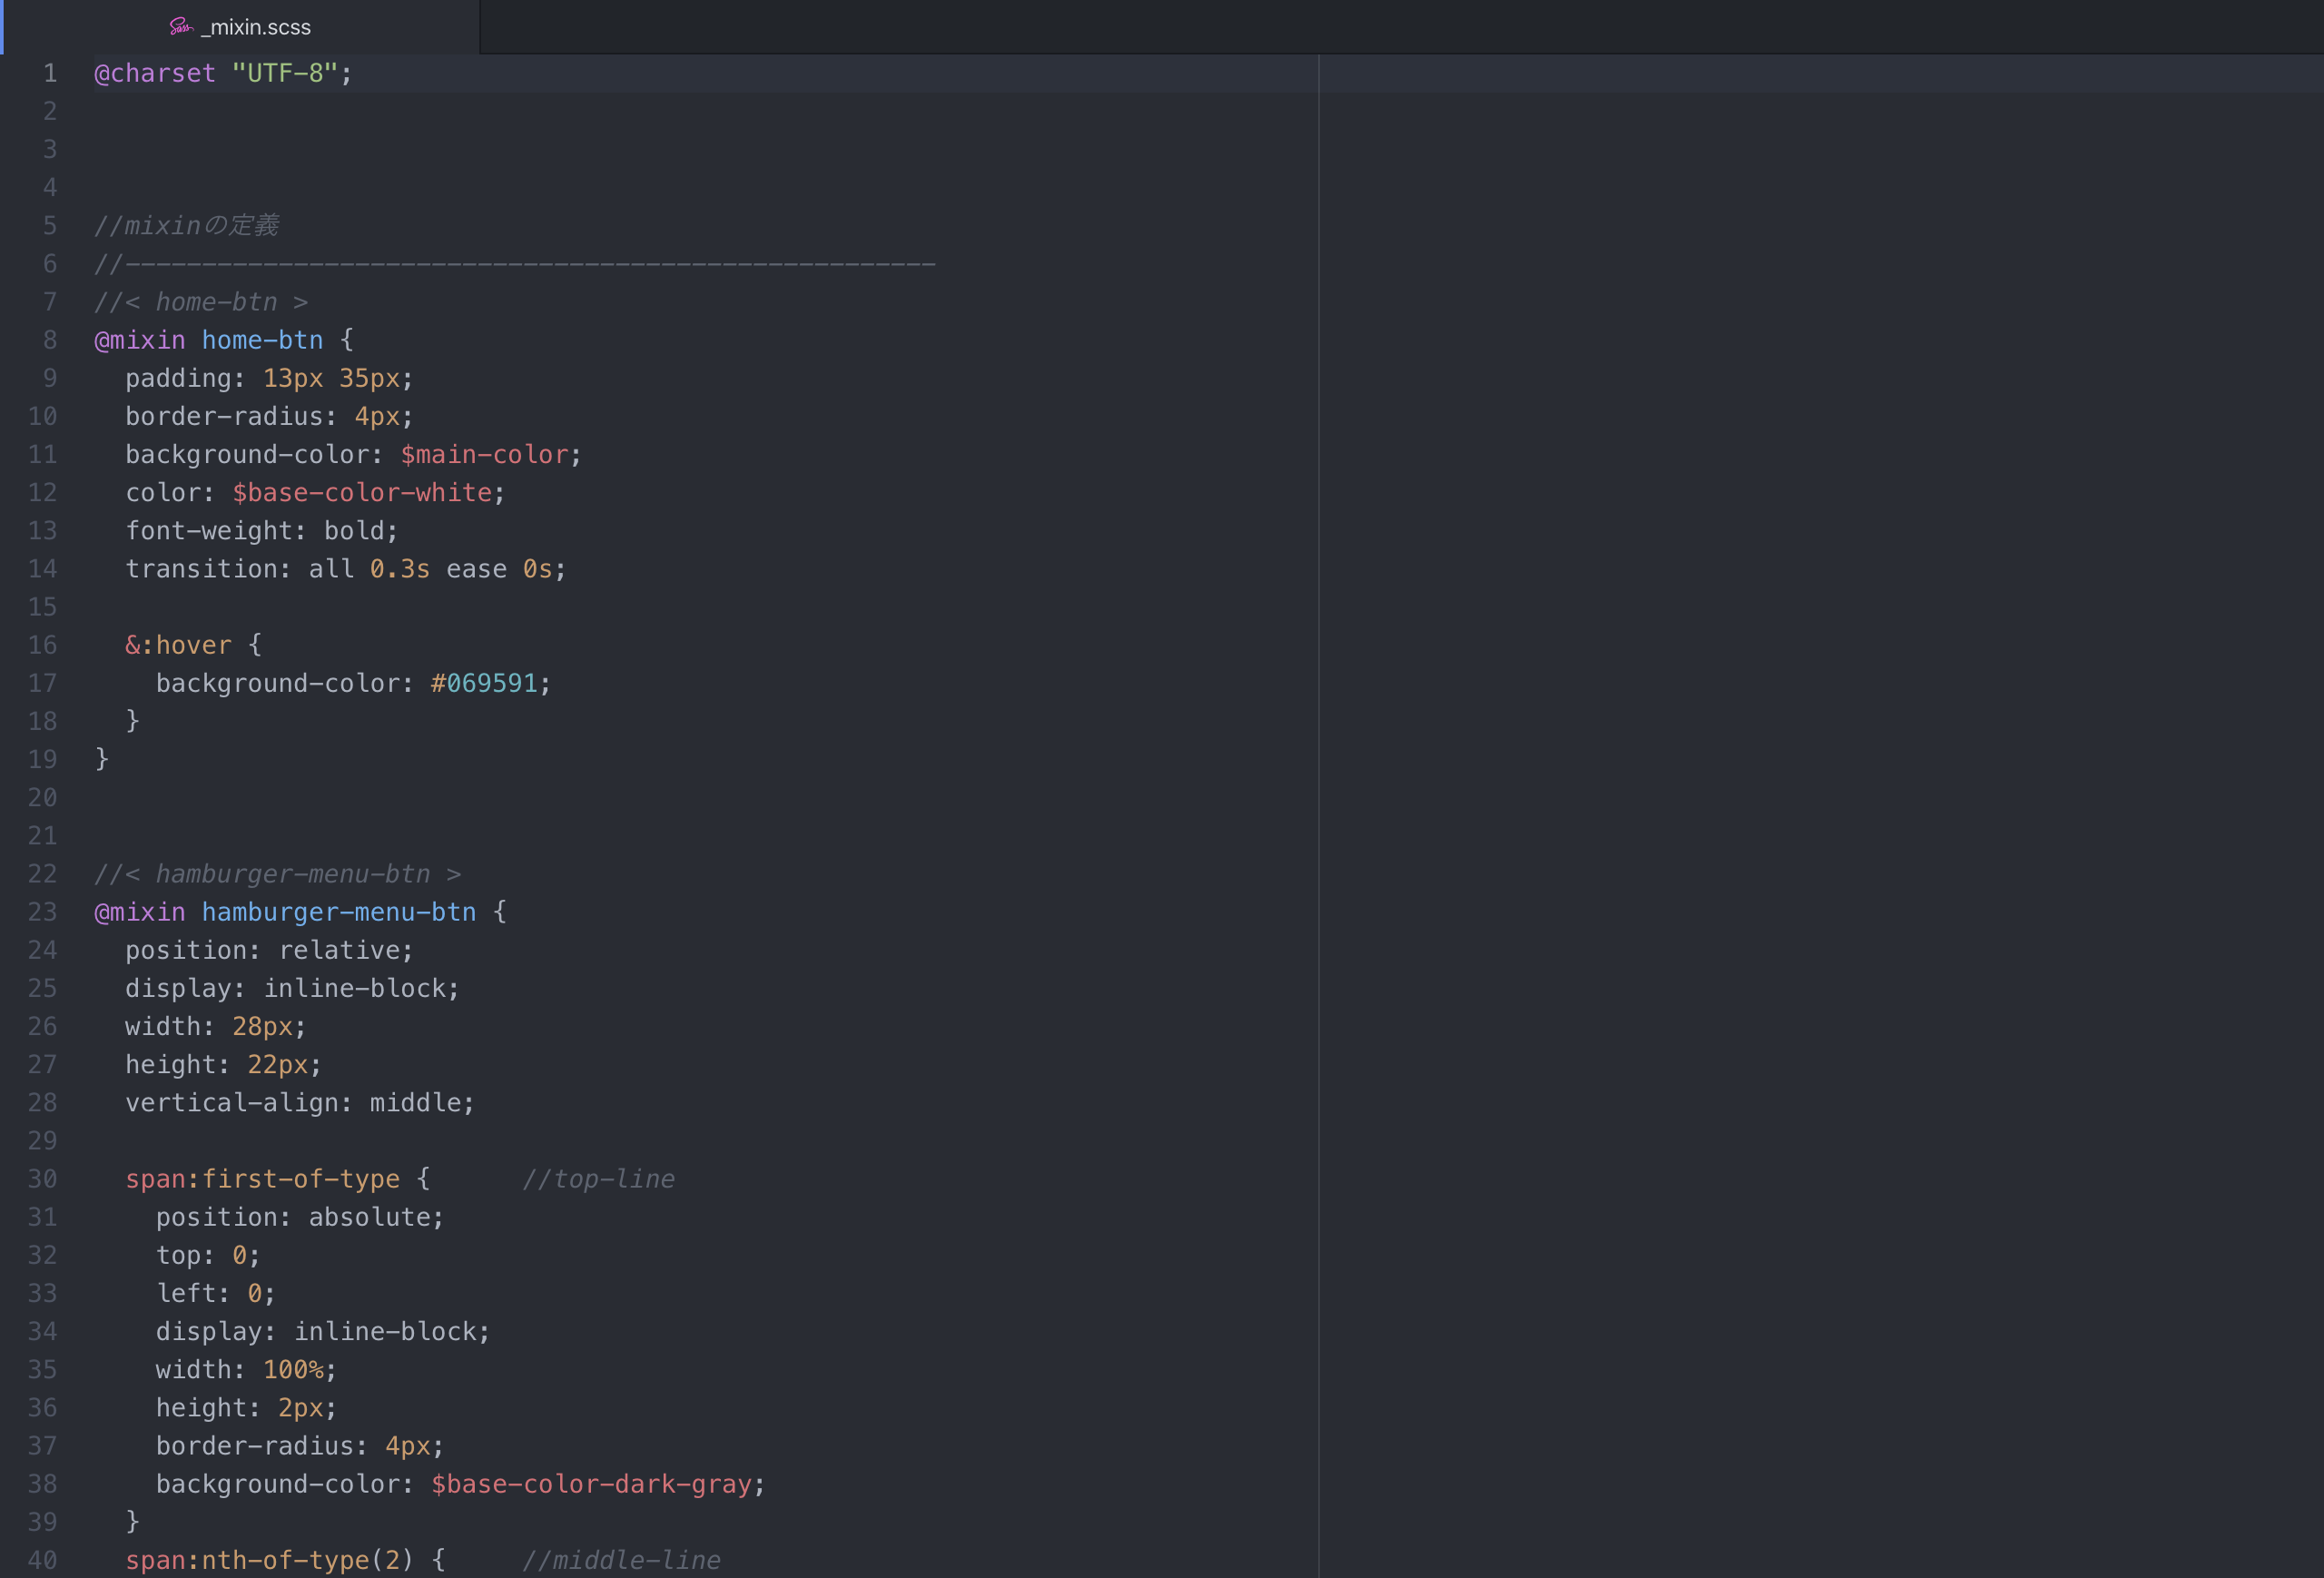 _mixin.scss
1 @charset "UTF-8";
2
3
4
5 //mixinの定義
6 //-----------------------------------------------------
7 //< home-btn >
8 @mixin home-btn {
9   padding: 13px 35px;
10   border-radius: 4px;
11   background-color: $main-color;
12   color: $base-color-white;
13   font-weight: bold;
14   transition: all 0.3s ease 0s;
15
16   &:hover {
17     background-color: #069591;
18   }
19 }
20
21
22 //< hamburger-menu-btn >
23 @mixin hamburger-menu-btn {
24   position: relative;
25   display: inline-block;
26   width: 28px;
27   height: 22px;
28   vertical-align: middle;
29
30   span:first-of-type {      //top-line
31     position: absolute;
32     top: 0;
33     left: 0;
34     display: inline-block;
35     width: 100%;
36     height: 2px;
37     border-radius: 4px;
38     background-color: $base-color-dark-gray;
39   }
40   span:nth-of-type(2) {     //middle-line